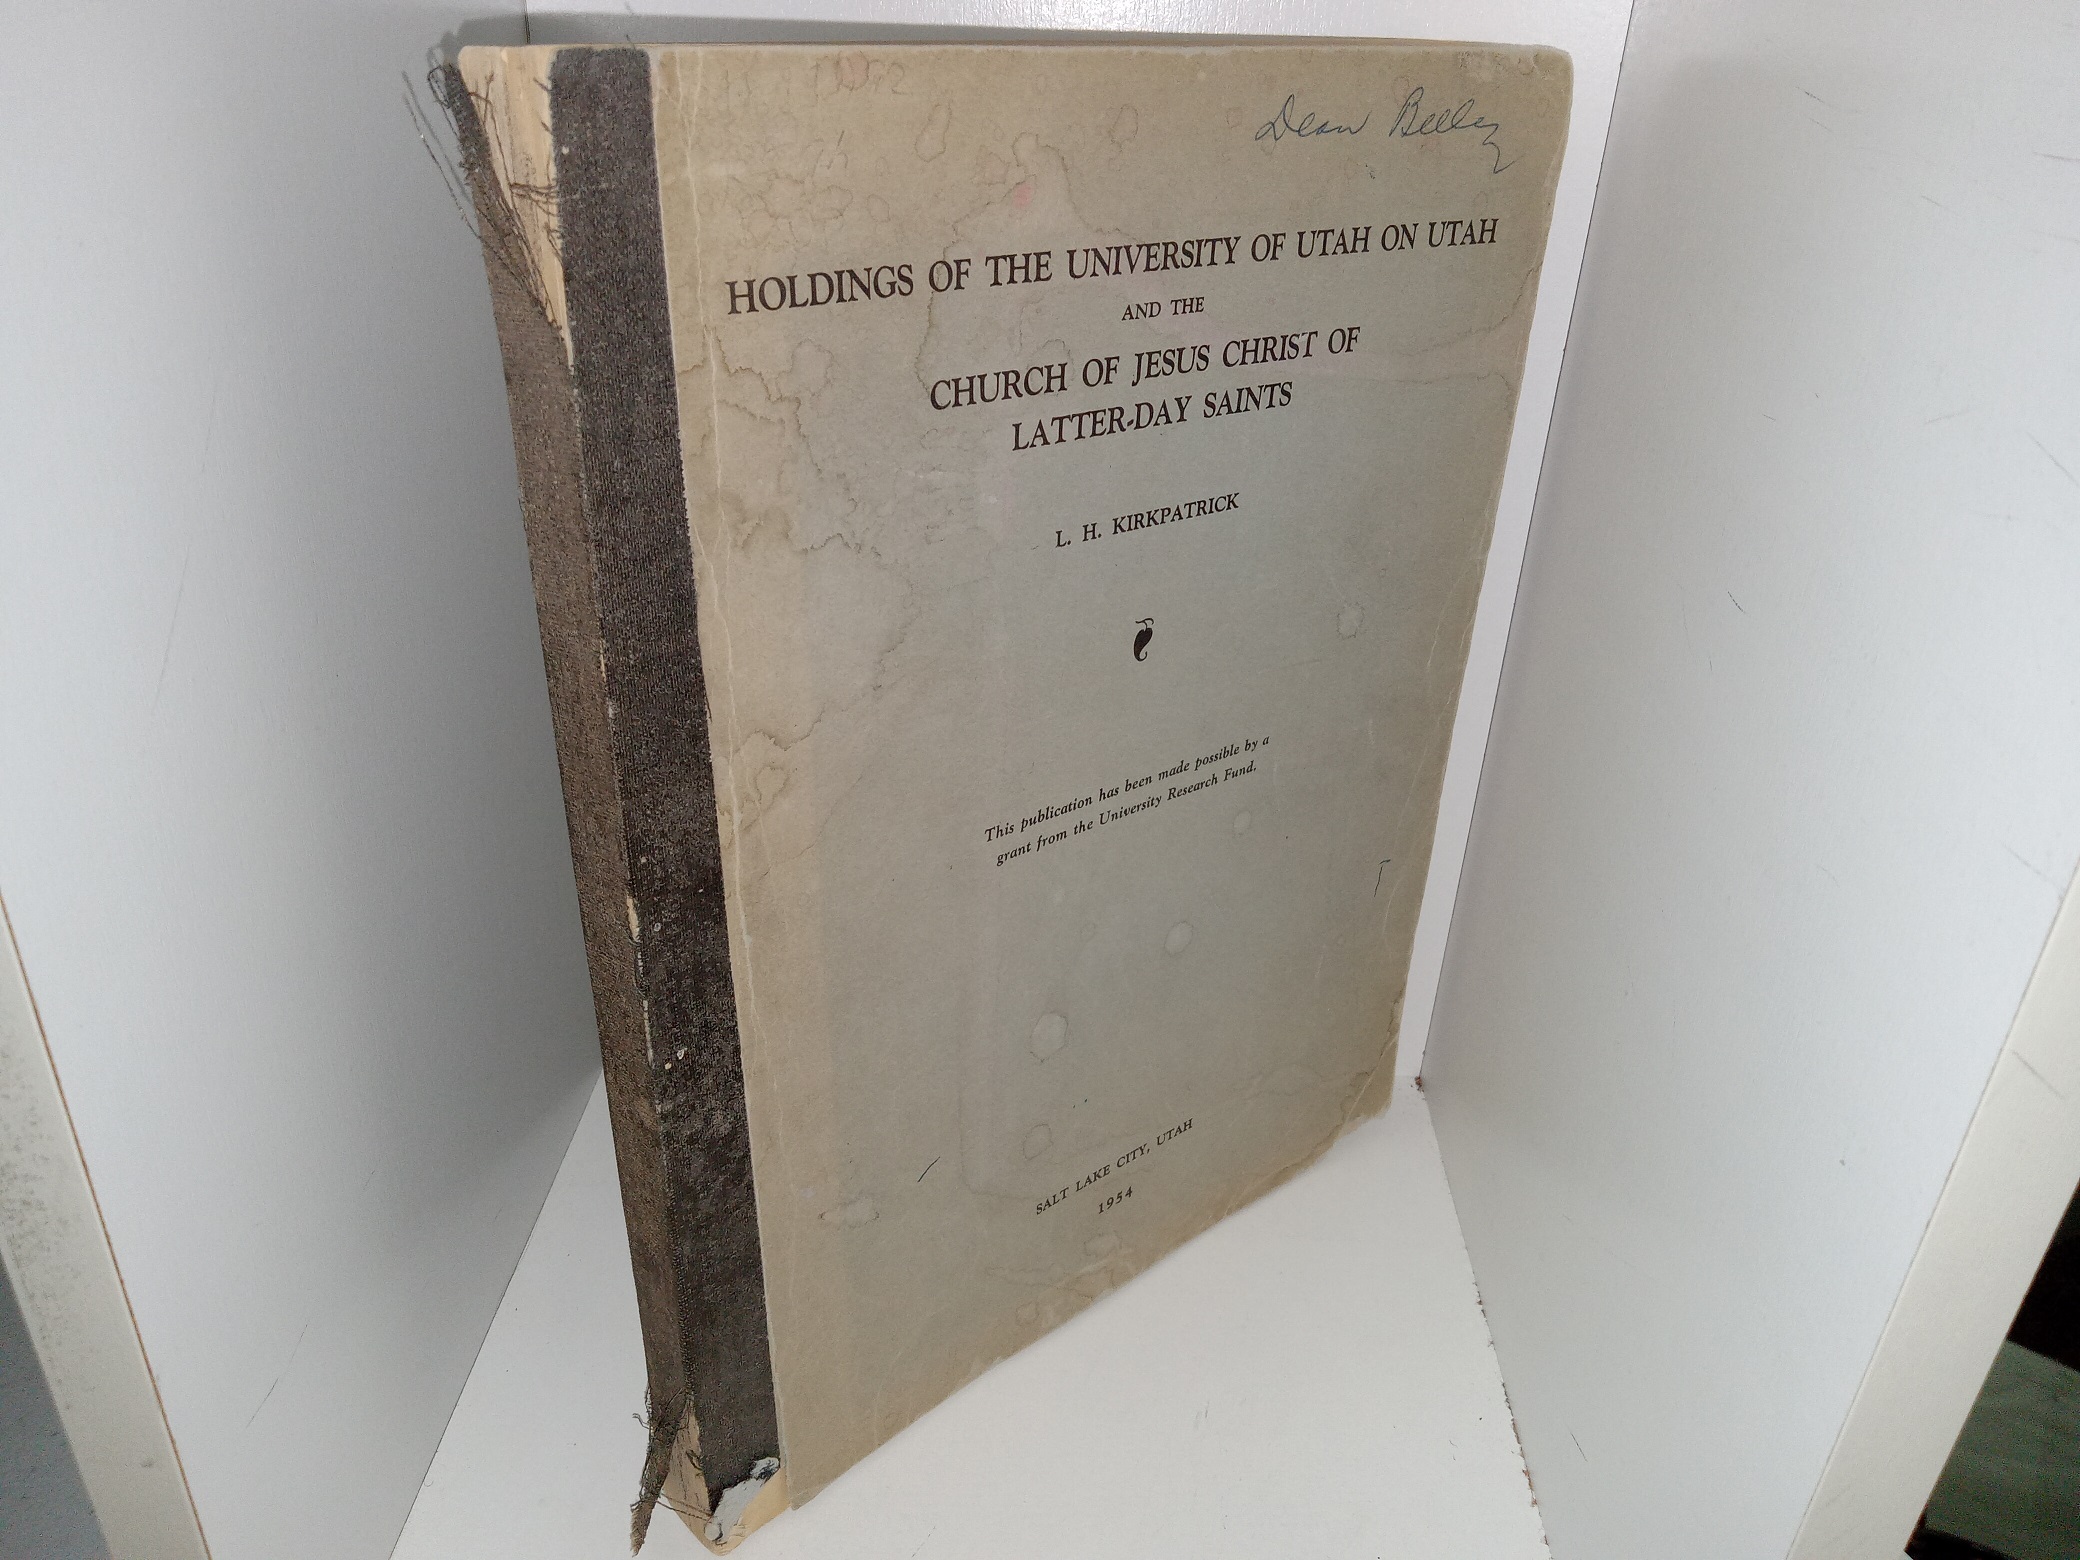 Dean Beeley
HOLDINGS OF THE UNIVERSITY OF UTAH ON UTAH
AND THE
CHURCH OF JESUS CHRIST OF
LATTER-DAY SAINTS
L. H. KIRKPATRICK
This publication has been made possible by a
grant from the University Research Fund.
SALT LAKE CITY, UTAH
1954